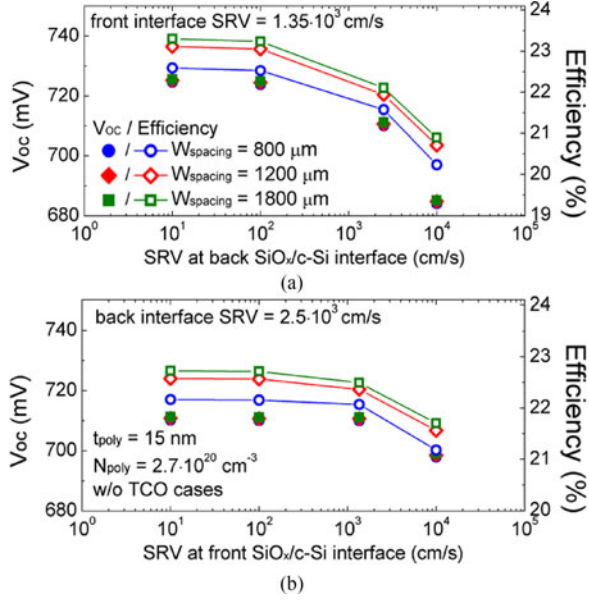 front interface SRV = 1.35·10³ cm/s
740
720
700
680
Voc (mV)
24
23
22
21
20
19
Efficiency (%)
Voc / Efficiency
/ Wspacing = 800 µm
/ Wspacing = 1200 µm
/ Wspacing = 1800 µm
10⁰ 10¹ 10² 10³ 10⁴ 10⁵
SRV at back SiOₓ/c-Si interface (cm/s)
(a)
back interface SRV = 2.5·10³ cm/s
740
720
700
680
Voc (mV)
24
23
22
21
20
Efficiency (%)
tpoly = 15 nm
Npoly = 2.7·10²⁰ cm⁻³
w/o TCO cases
10⁰ 10¹ 10² 10³ 10⁴ 10⁵
SRV at front SiOₓ/c-Si interface (cm/s)
(b)